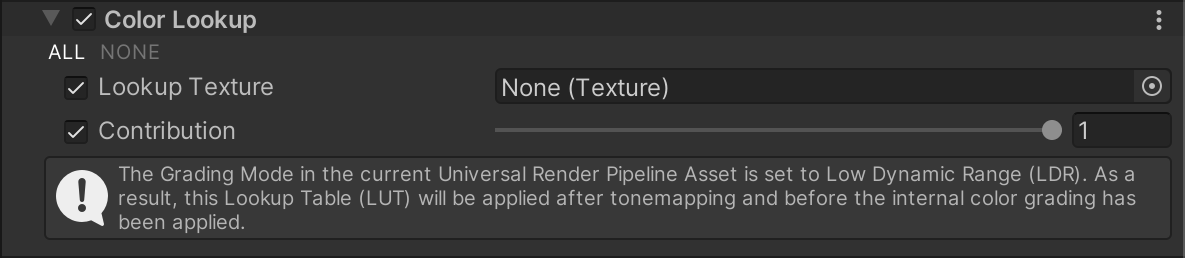 Color Lookup
ALL NONE
Lookup Texture None (Texture)
Contribution 1
The Grading Mode in the current Universal Render Pipeline Asset is set to Low Dynamic Range (LDR). As a
result, this Lookup Table (LUT) will be applied after tonemapping and before the internal color grading has
been applied.